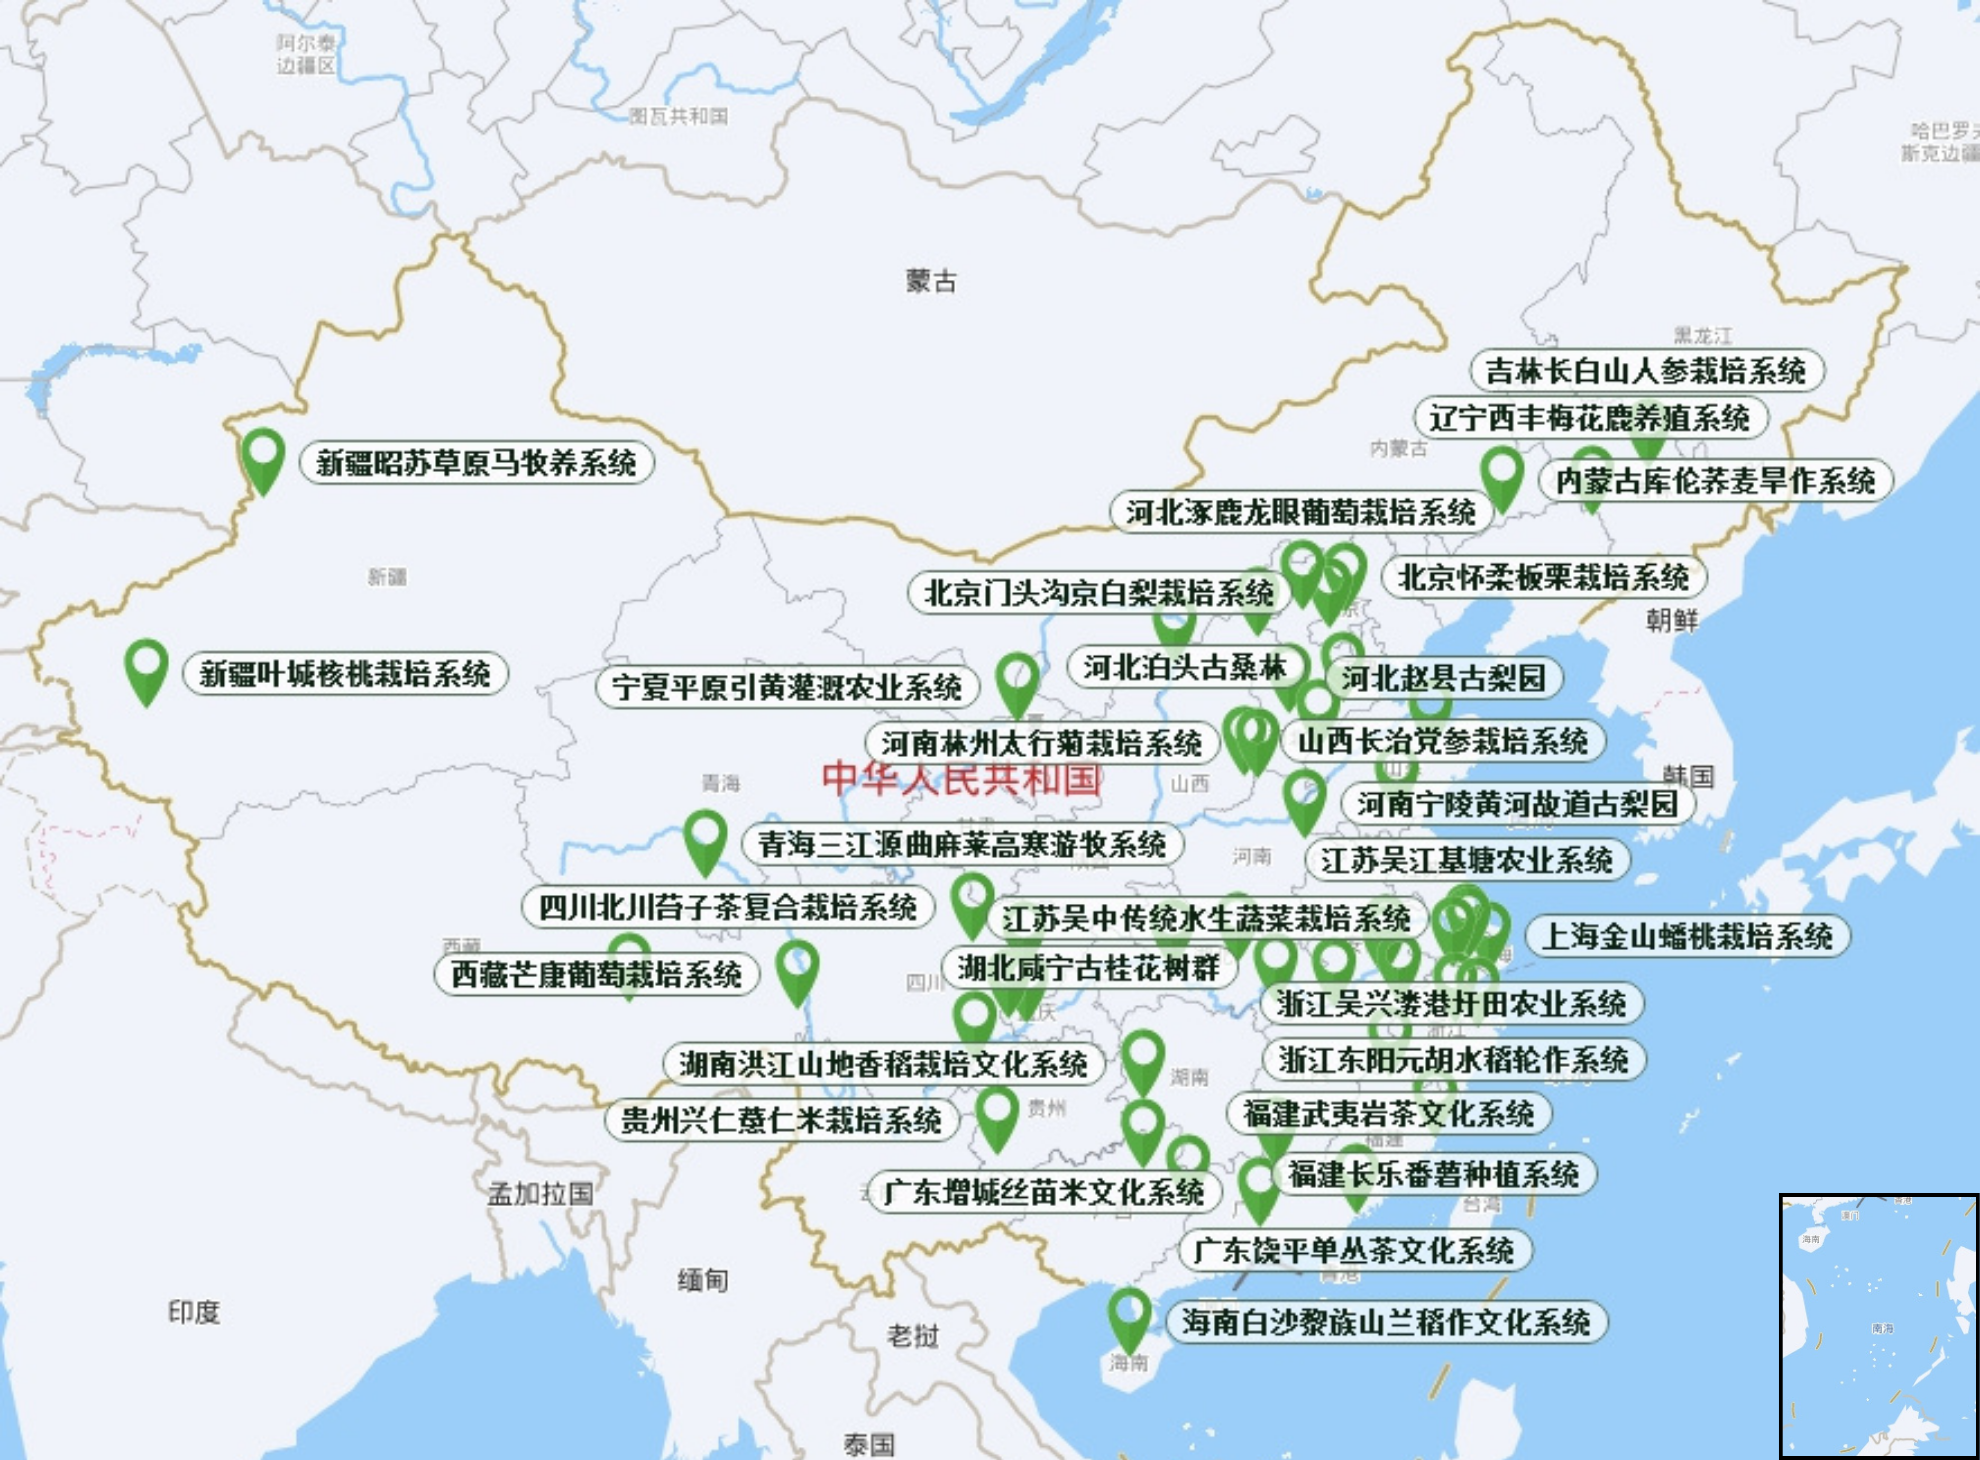 阿尔泰
边疆区
图瓦共和国
哈巴罗夫
斯克边疆
蒙古
黑龙江
吉林长白山人参栽培系统
辽宁西丰梅花鹿养殖系统
内蒙古
新疆昭苏草原马牧养系统
内蒙古库伦荞麦旱作系统
河北涿鹿龙眼葡萄栽培系统
新疆
北京怀柔板栗栽培系统
北京门头沟京白梨栽培系统
京
朝鲜
新疆叶城核桃栽培系统
河北泊头古桑林
河北赵县古梨园
宁夏平原引黄灌溉农业系统
夏
河南林州太行菊栽培系统
山西长治党参栽培系统
中华人民共和国
青海
山西
韩国
河南宁陵黄河故道古梨园
青海三江源曲麻莱高寒游牧系统
河南
江苏吴江基塘农业系统
四川北川苔子茶复合栽培系统
江苏吴中传统水生蔬菜栽培系统
上海金山蟠桃栽培系统
西藏
西藏芒康葡萄栽培系统
湖北咸宁古桂花树群
海
四川
浙江吴兴溇港圩田农业系统
庆
浙江
湖南洪江山地香稻栽培文化系统
浙江东阳元胡水稻轮作系统
湖南
贵州
贵州兴仁薏仁米栽培系统
福建武夷岩茶文化系统
福建
福建长乐番薯种植系统
孟加拉国
广东增城丝苗米文化系统
台湾
广东饶平单丛茶文化系统
香港
缅甸
印度
海南白沙黎族山兰稻作文化系统
老挝
海南
泰国
香港
澳门
海南
南海